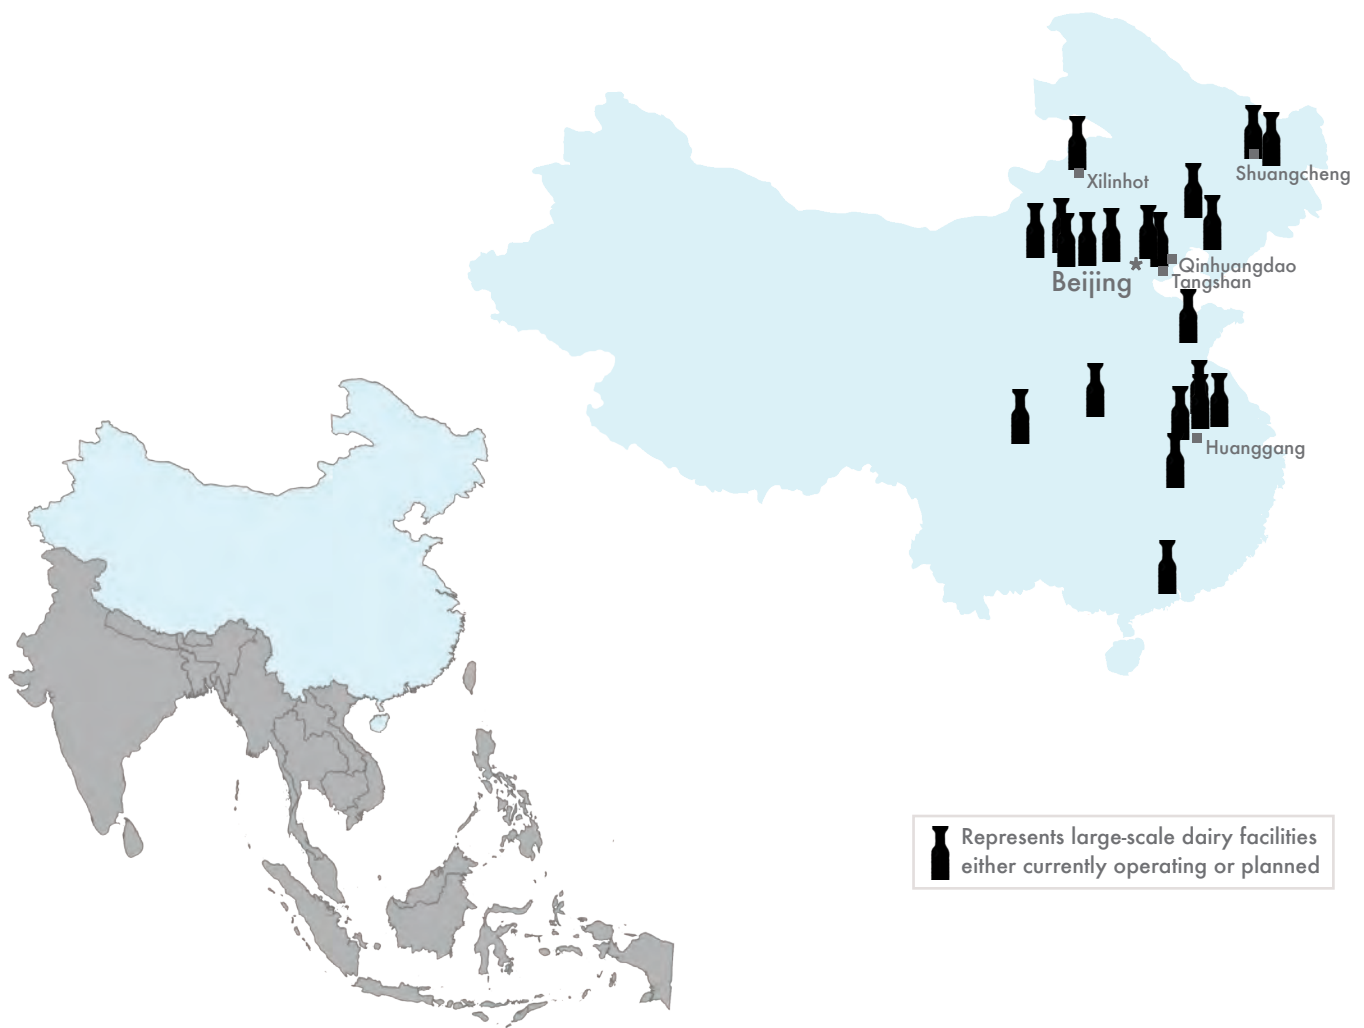 Shuangcheng
Xilinhot
Qinhuangdao
Beijing
Tangshan
Huanggang
Represents large-scale dairy facilities
either currently operating or planned